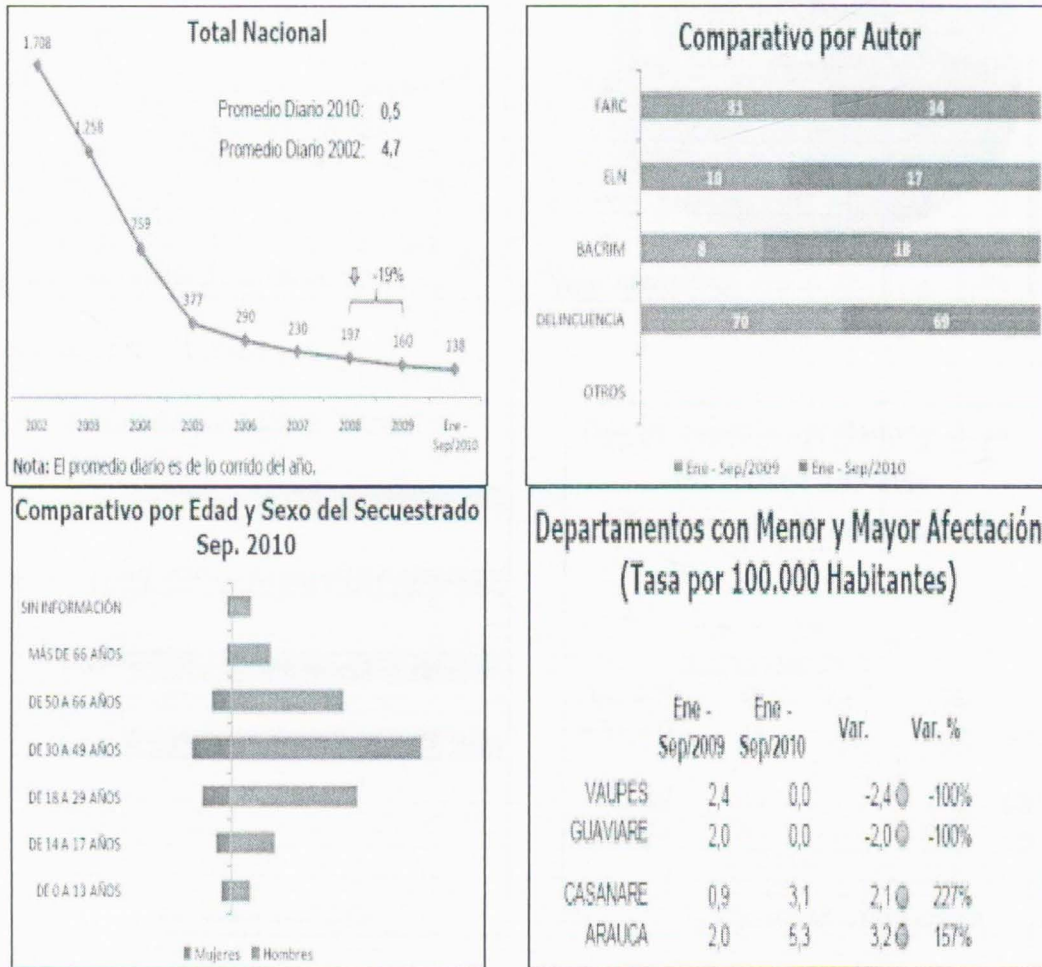 Total Nacional
1.708
1.258
759
377
290
230
197
160
138
Promedio Diario 2010: 0,5
Promedio Diario 2002: 4,7
-19%
2002 2003 2004 2005 2006 2007 2008 2009 Ene - Sep/2010
Nota: El promedio diario es de lo corrido del año.
Comparativo por Autor
FARC 31 34
ELN 17
BACRIM 8 18
DELINCUENCIA 70 69
OTROS
Ene - Sep/2009 Ene - Sep/2010
Comparativo por Edad y Sexo del Secuestrado
Sep. 2010
SIN INFORMACIÓN
MÁS DE 66 AÑOS
DE 50 A 66 AÑOS
DE 30 A 49 AÑOS
DE 18 A 29 AÑOS
DE 14 A 17 AÑOS
DE 0 A 13 AÑOS
Mujeres Hombres
Departamentos con Menor y Mayor Afectación
(Tasa por 100.000 Habitantes)
Ene - Sep/2009 Ene - Sep/2010 Var. Var. %
VAUPES 2,4 0,0 -2,4 -100%
GUAVIARE 2,0 0,0 -2,0 -100%
CASANARE 0,9 3,1 2,1 227%
ARAUCA 2,0 5,3 3,2 157%